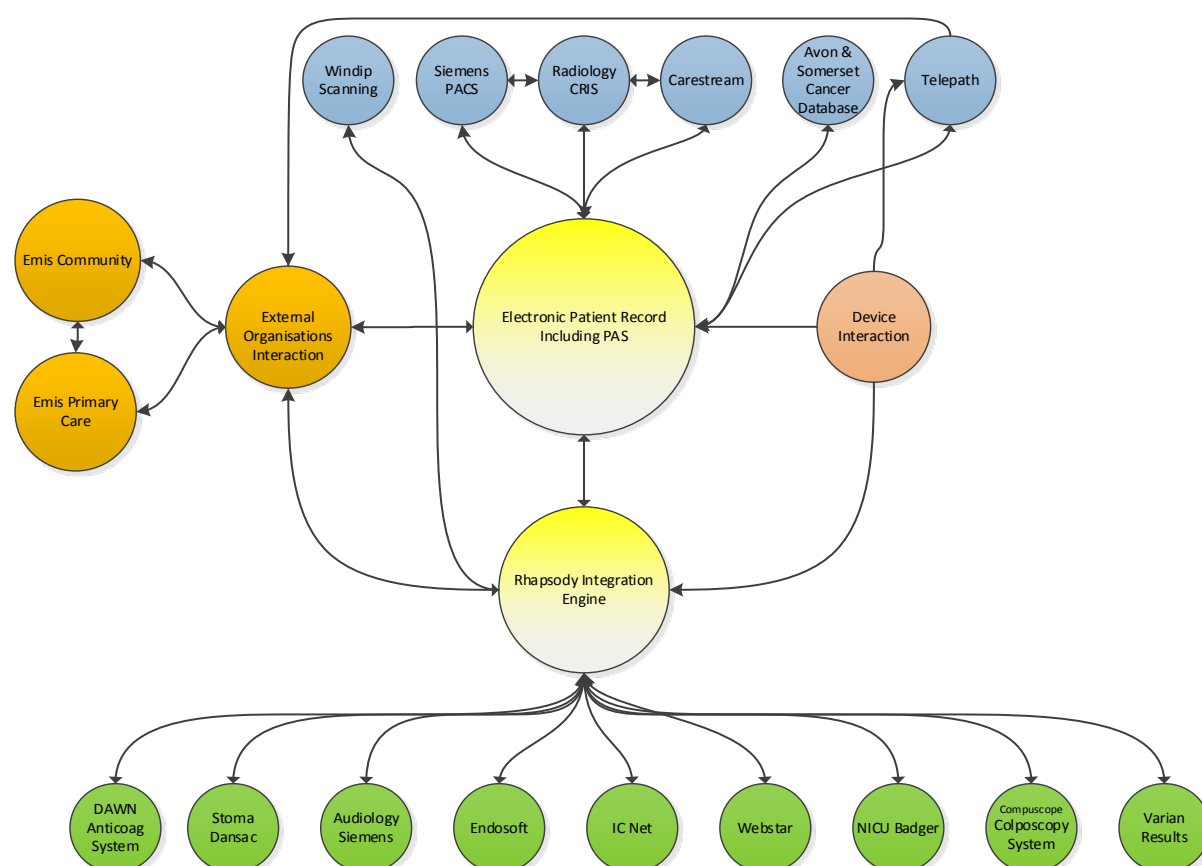 Windip
Scanning
Siemens
PACS
Radiology
CRIS
Carestream
Avon &
Somerset
Cancer
Database
Telepath
Emis Community
External
Organisations
Interaction
Electronic Patient Record
Including PAS
Device
Interaction
Emis Primary
Care
Rhapsody Integration
Engine
DAWN
Anticoag
System
Stoma
Dansac
Audiology
Siemens
Endosoft
IC Net
Webstar
NICU Badger
Compuscope
Colposcopy
System
Varian
Results